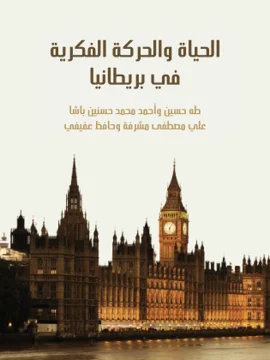 الحياة والحركة الفكرية
في بريطانيا
طه حسين وأحمد محمد حسنين باشا
علي مصطفى مشرفة وحافظ عفيفي